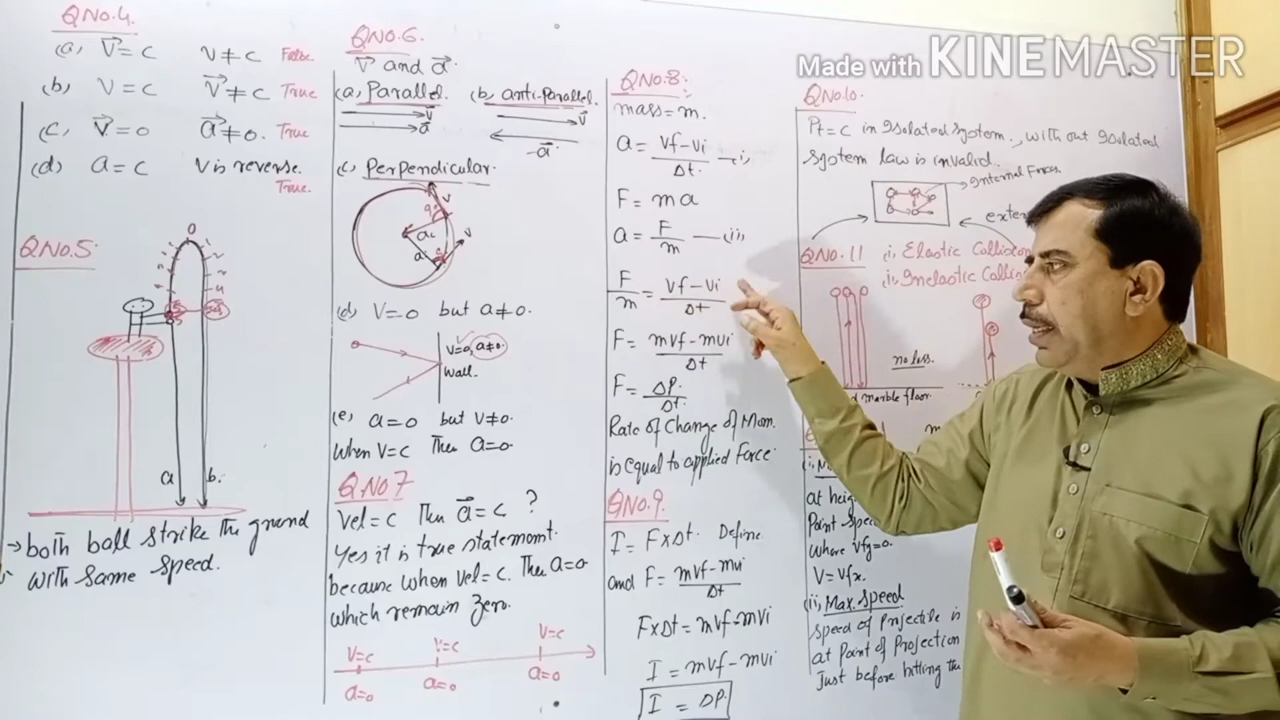 Made with KINEMASTER
QNO.4.
(a) V⃗ = C V ≠ C False.
(b) V = C V⃗ ≠ C True
(c) V⃗ = 0 a⃗ ≠ 0. True
(d) a = C V is reverse.
True.
QNO.5
a b.
→ both ball strike the ground
with same speed.
QNO.6
V⃗ and a⃗.
(a) Parallel. (b) anti-parallel.
V⃗ V⃗
a⃗ -a⃗
(c) Perpendicular.
V
90°
ac V
a
(d) V=0 but a≠0.
V=0, a≠0
wall.
(e) a=0 but V≠0.
When V=C Then a=0.
QNO 7
Vel = C Then a⃗ = C ?
Yes it is true statemont.
because when vel = C. Then a=0
which remain zero.
V=C V=C V=C
a=0 a=0 a=0
QNO.8:
mass = m.
a = Vf-Vi / Δt —(i)
F = ma
a = F/m —(ii)
F/m = Vf-Vi / Δt
F = mVf-mVi / Δt
F = ΔP / Δt
Rate of Change of Mom.
is equal to applied Force.
QNO.9.
I = F×Δt. Define
and F = mVf-mVi / Δt
F×Δt = mVf-mVi
I = mVf-mVi
I = ΔP.
QNO.10.
Pt = C in Isolated system., with out Isolated
system law is invalid.
Internal Forces
exter
QNO.11 (i) Elastic Collision
(ii) Inelastic Colli
no less.
d marble floor.
(i)
at heig
Point Spee
where Vfy=0.
V = Vfx.
(ii) Max. Speed
Speed of Projectile is
at Point of Projection
Just before hitting the